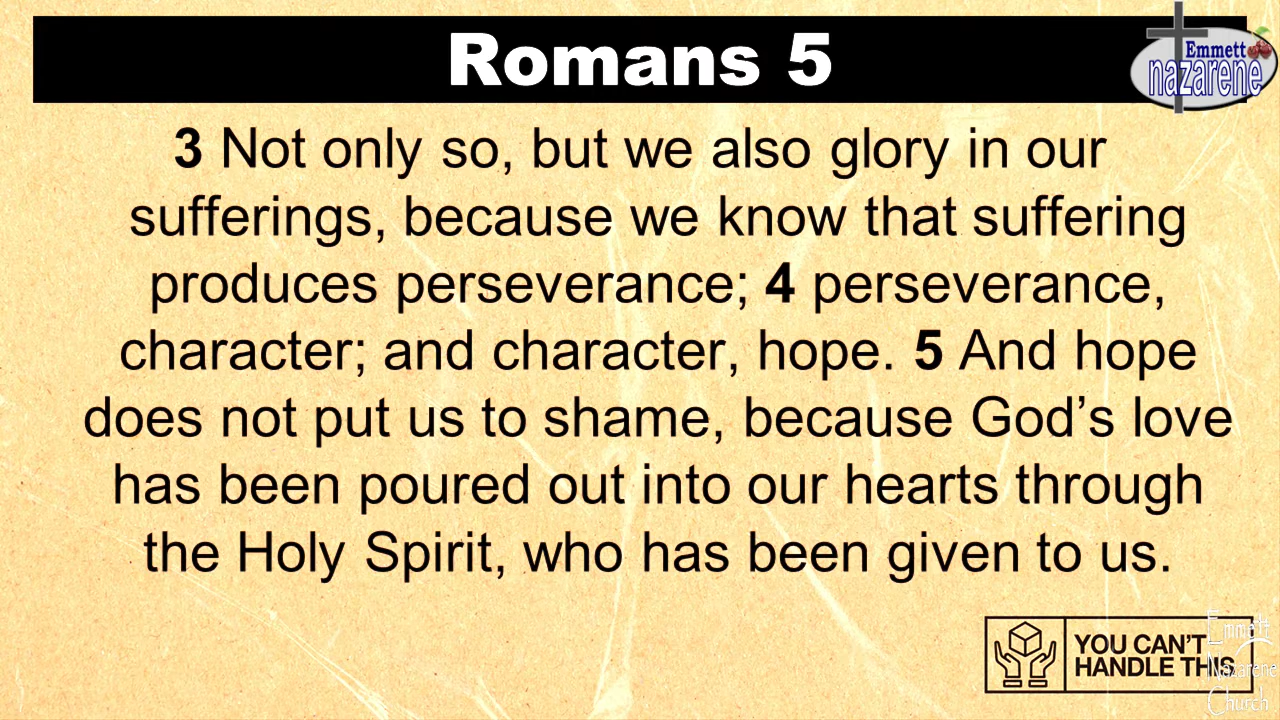 Romans 5
Emmett
nazarene
3 Not only so, but we also glory in our
sufferings, because we know that suffering
produces perseverance; 4 perseverance,
character; and character, hope. 5 And hope
does not put us to shame, because God’s love
has been poured out into our hearts through
the Holy Spirit, who has been given to us.
YOU CAN’T
HANDLE THIS
Emmett
Nazarene
Church